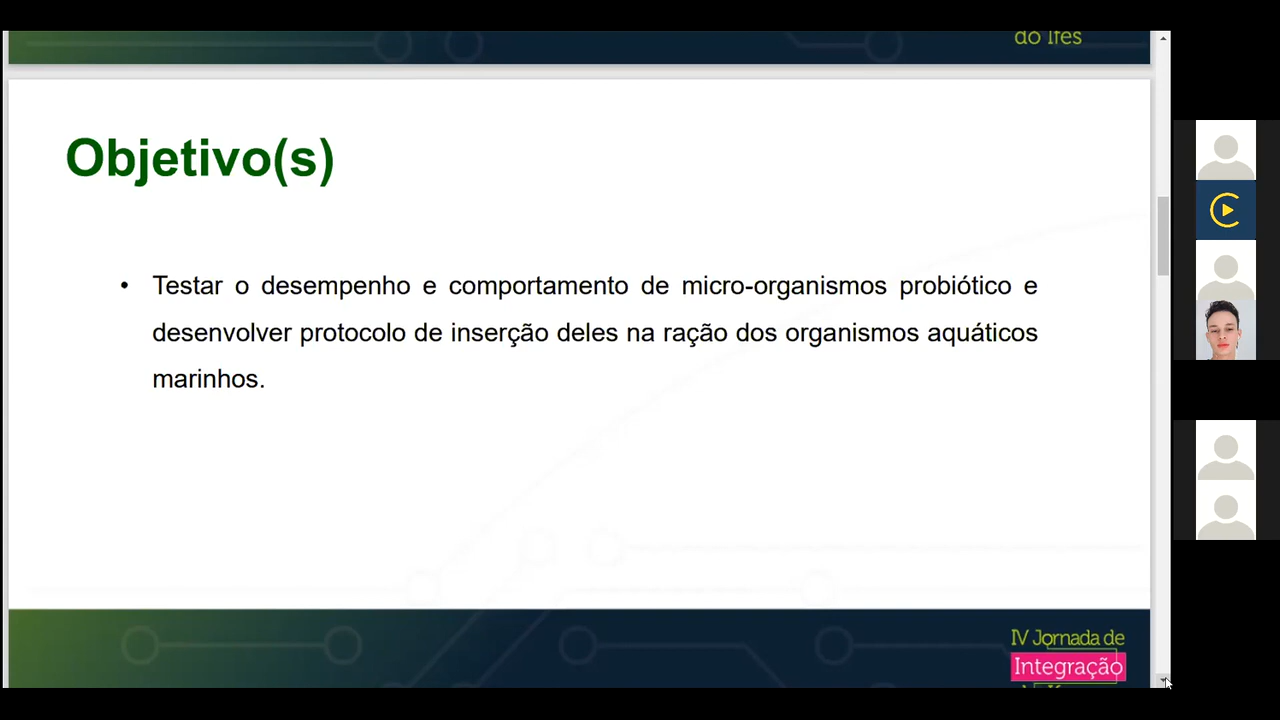 do Ifes
Objetivo(s)
• Testar o desempenho e comportamento de micro-organismos probiótico e
desenvolver protocolo de inserção deles na ração dos organismos aquáticos
marinhos.
IV Jornada de
Integração